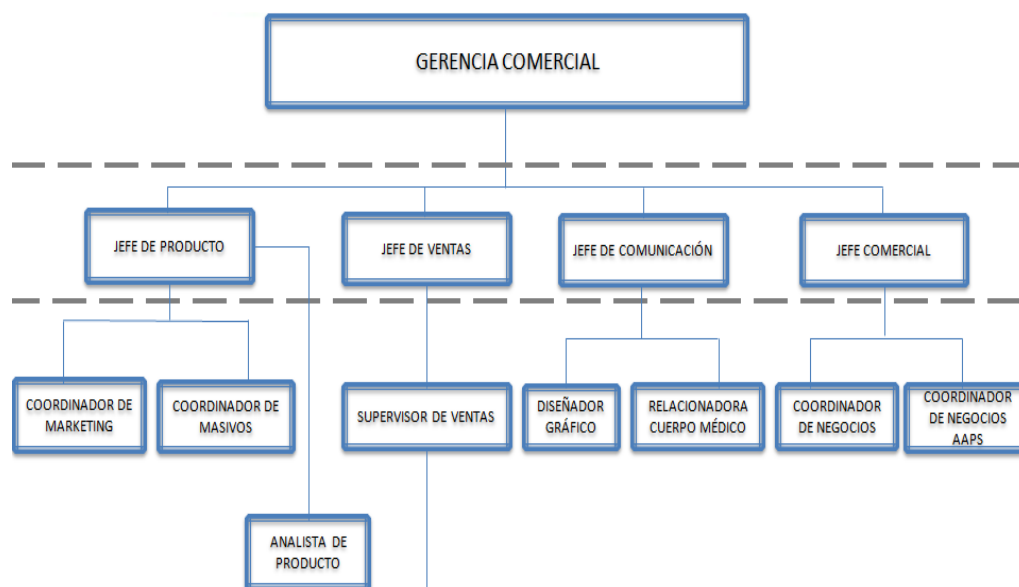 GERENCIA COMERCIAL
JEFE DE PRODUCTO
JEFE DE VENTAS
JEFE DE COMUNICACIÓN
JEFE COMERCIAL
COORDINADOR DE
MARKETING
COORDINADOR DE
MASIVOS
SUPERVISOR DE VENTAS
DISEÑADOR
GRÁFICO
RELACIONADORA
CUERPO MÉDICO
COORDINADOR
DE NEGOCIOS
COORDINADOR
DE NEGOCIOS
AAPS
ANALISTA DE
PRODUCTO